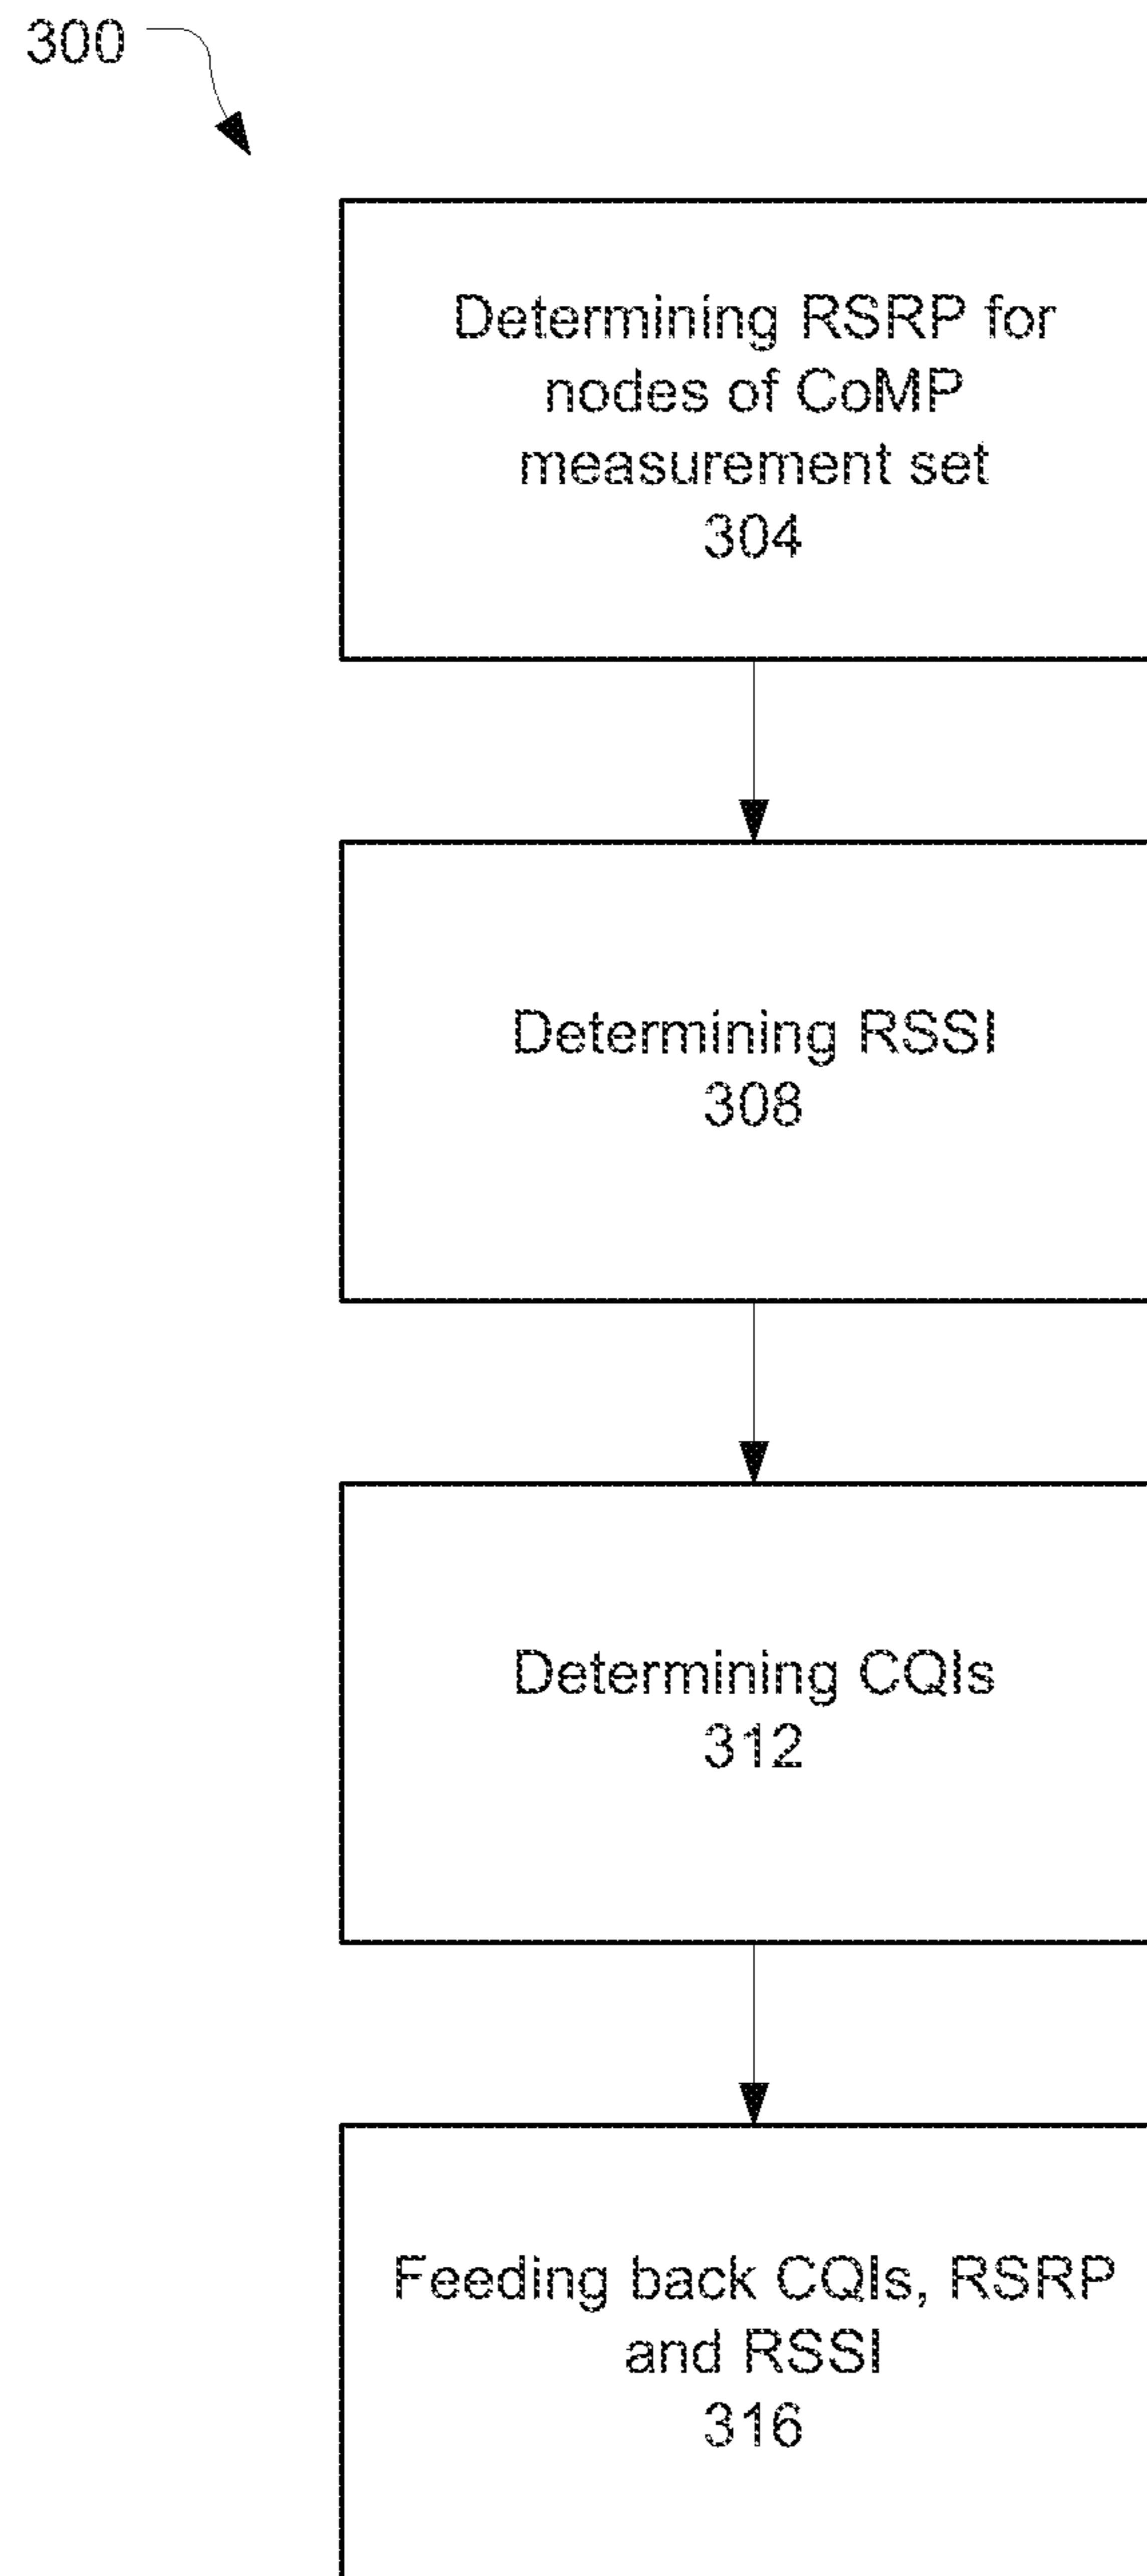 300
Determining RSRP for
nodes of CoMP
measurement set
304
Determining RSSI
308
Determining CQIs
312
Feeding back CQIs, RSRP
and RSSI
316